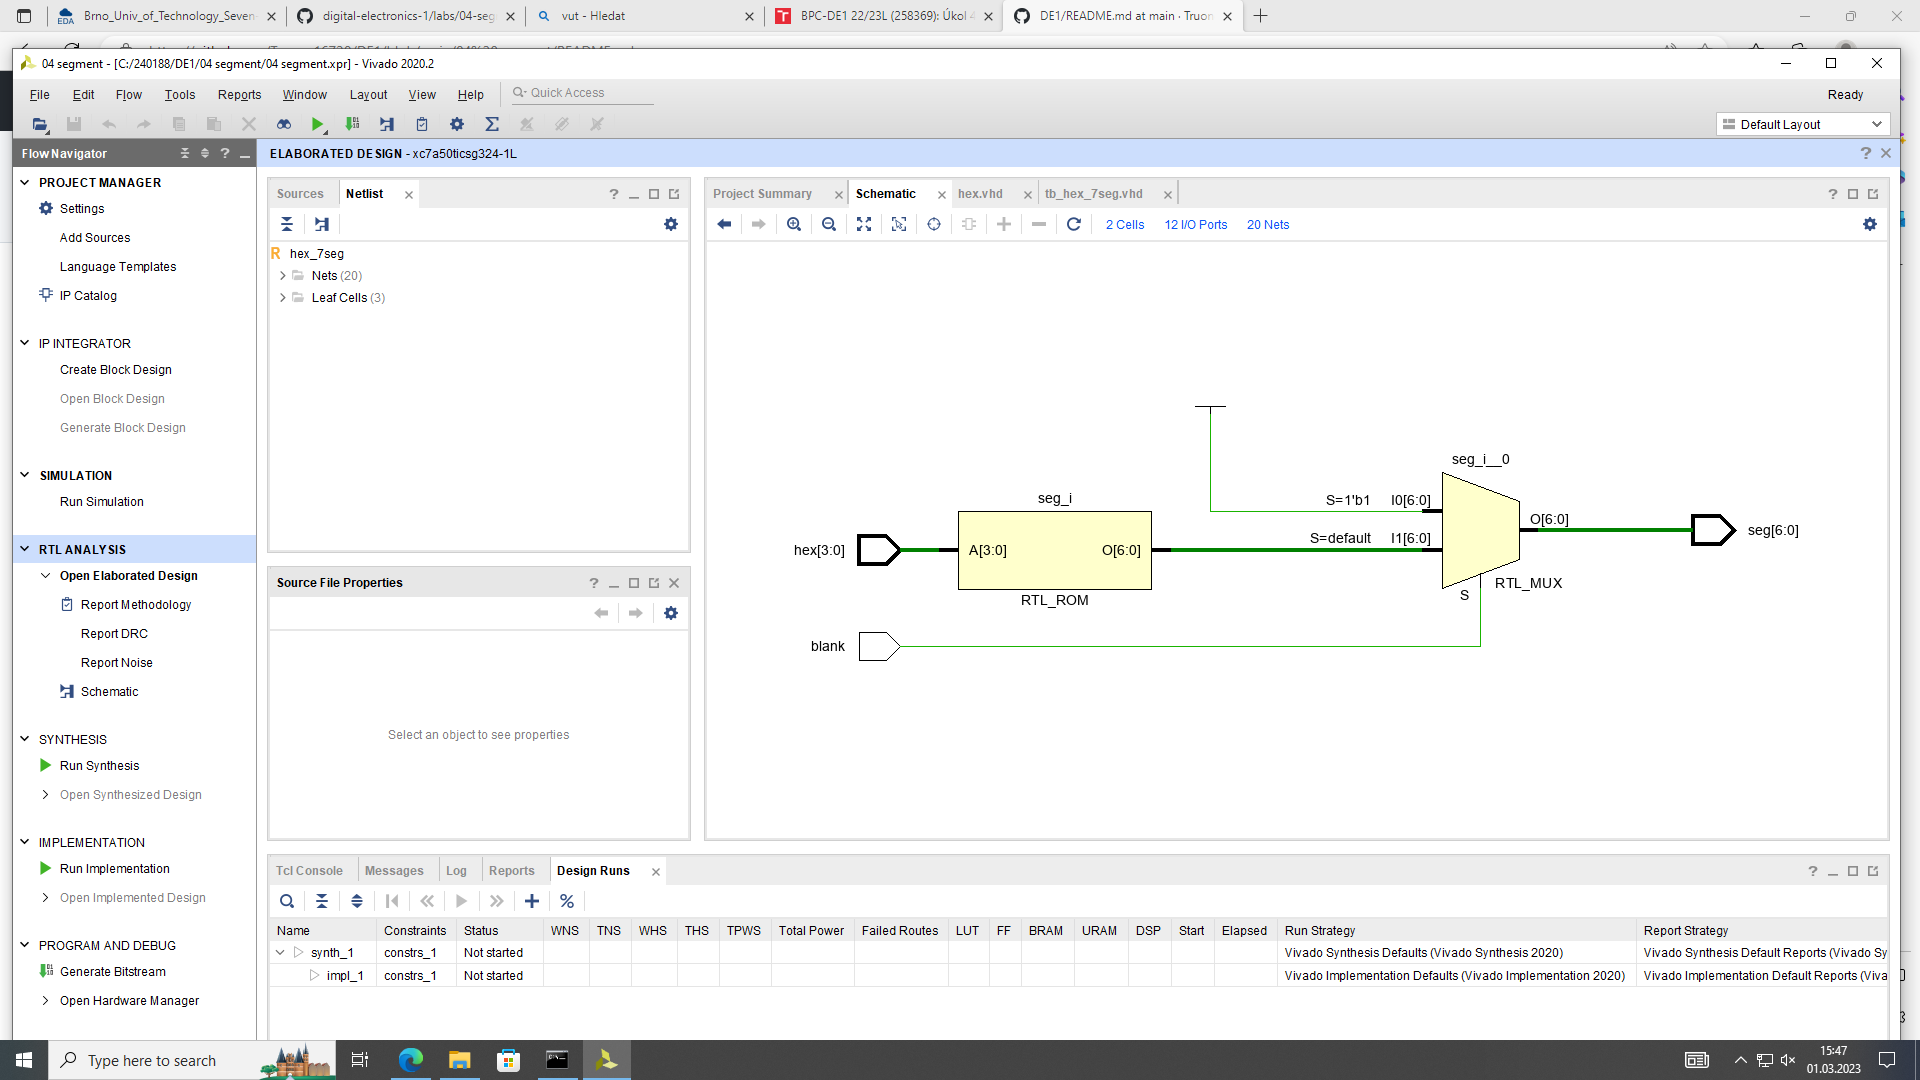 Brno_Univ_of_Technology_Seven-
digital-electronics-1/labs/04-seg
vut - Hledat
BPC-DE1 22/23L (258369): Úkol 4
DE1/README.md at main · Truon
04 segment - [C:/240188/DE1/04 segment/04 segment.xpr] - Vivado 2020.2
File Edit Flow Tools Reports Window Layout View Help Quick Access Ready
Default Layout
Flow Navigator
ELABORATED DESIGN - xc7a50ticsg324-1L
PROJECT MANAGER
Settings
Add Sources
Language Templates
IP Catalog
IP INTEGRATOR
Create Block Design
Open Block Design
Generate Block Design
SIMULATION
Run Simulation
RTL ANALYSIS
Open Elaborated Design
Report Methodology
Report DRC
Report Noise
Schematic
SYNTHESIS
Run Synthesis
Open Synthesized Design
IMPLEMENTATION
Run Implementation
Open Implemented Design
PROGRAM AND DEBUG
Generate Bitstream
Open Hardware Manager
Sources Netlist
R hex_7seg
Nets (20)
Leaf Cells (3)
Source File Properties
Select an object to see properties
Project Summary Schematic hex.vhd tb_hex_7seg.vhd
2 Cells 12 I/O Ports 20 Nets
seg_i__0
seg_i
S=1'b1 I0[6:0]
O[6:0]
seg[6:0]
S=default I1[6:0]
hex[3:0]
A[3:0] O[6:0]
RTL_MUX
S
RTL_ROM
blank
Tcl Console Messages Log Reports Design Runs
Name Constraints Status WNS TNS WHS THS TPWS Total Power Failed Routes LUT FF BRAM URAM DSP Start Elapsed Run Strategy Report Strategy
synth_1 constrs_1 Not started Vivado Synthesis Defaults (Vivado Synthesis 2020) Vivado Synthesis Default Reports (Vivado Sy
impl_1 constrs_1 Not started Vivado Implementation Defaults (Vivado Implementation 2020) Vivado Implementation Default Reports (Viva
Type here to search
15:47
01.03.2023